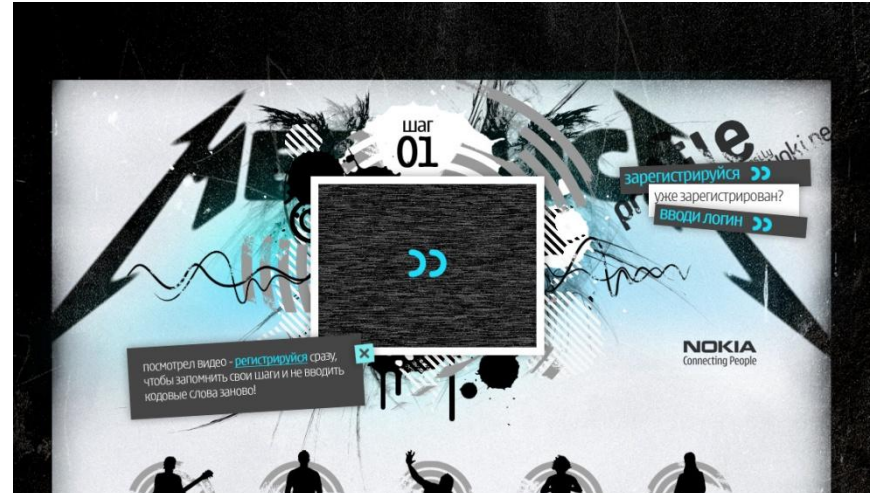 шаг
01
зарегистрируйся
уже зарегистрирован?
вводи логин
NOKIA
Connecting People
посмотрел видео - регистрируйся сразу,
чтобы запомнить свои шаги и не вводить
кодовые слова заново!